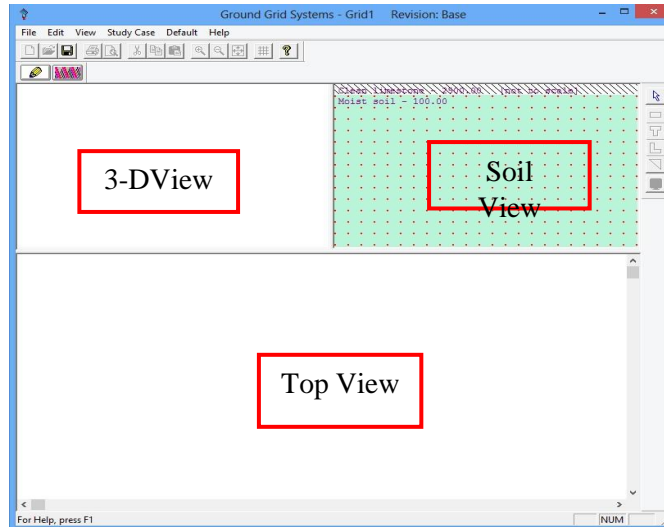 Ground Grid Systems - Grid1    Revision: Base
File Edit View Study Case Default Help
Clean limestone - 2900.00 [not to scale]
Moist soil - 100.00
3-DView
Soil
View
Top View
For Help, press F1
NUM